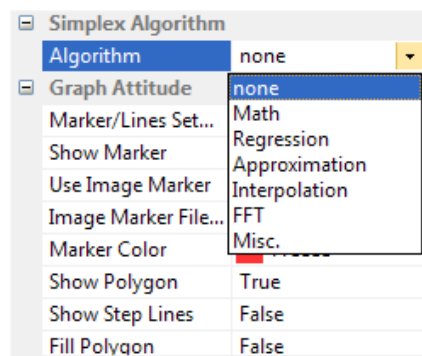 Simplex Algorithm
Algorithm none
Graph Attitude
none
Math
Regression
Approximation
Interpolation
FFT
Misc.
Marker/Lines Set...
Show Marker
Use Image Marker
Image Marker File...
Marker Color
Show Polygon True
Show Step Lines False
Fill Polygon False